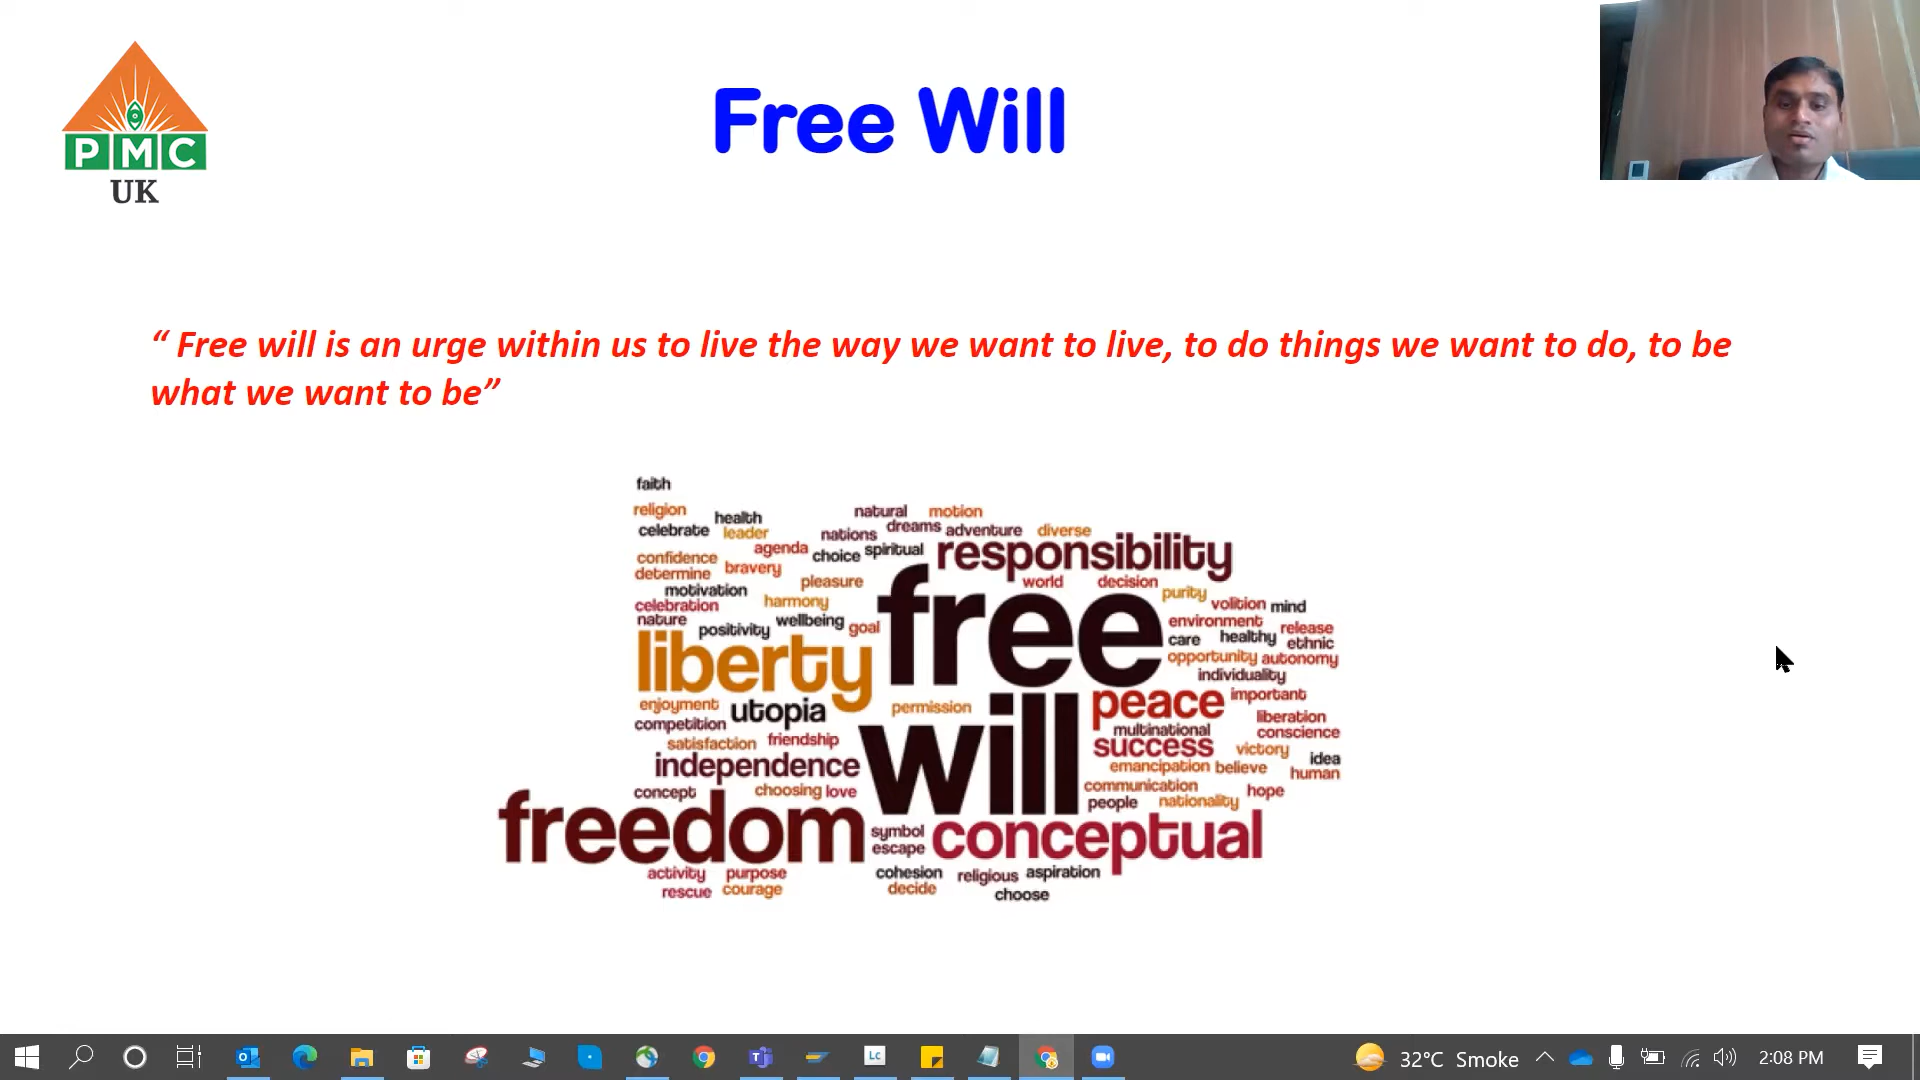 PMC
UK
Free Will
“ Free will is an urge within us to live the way we want to live, to do things we want to do, to be
what we want to be”
faith
religion health natural motion
celebrate leader nations dreams adventure diverse
confidence agenda choice spiritual responsibility
determine bravery pleasure world decision
motivation harmony free purity
celebration volition mind
nature positivity wellbeing goal environment release
care healthy ethnic
liberty opportunity autonomy
individuality
enjoyment utopia permission peace important
competition will multinational liberation
satisfaction friendship success victory conscience
independence emancipation believe idea
human
concept choosing love communication hope
people nationality
freedom symbol conceptual
escape
activity purpose cohesion religious aspiration
rescue courage decide choose
Lc
32°C Smoke
2:08 PM